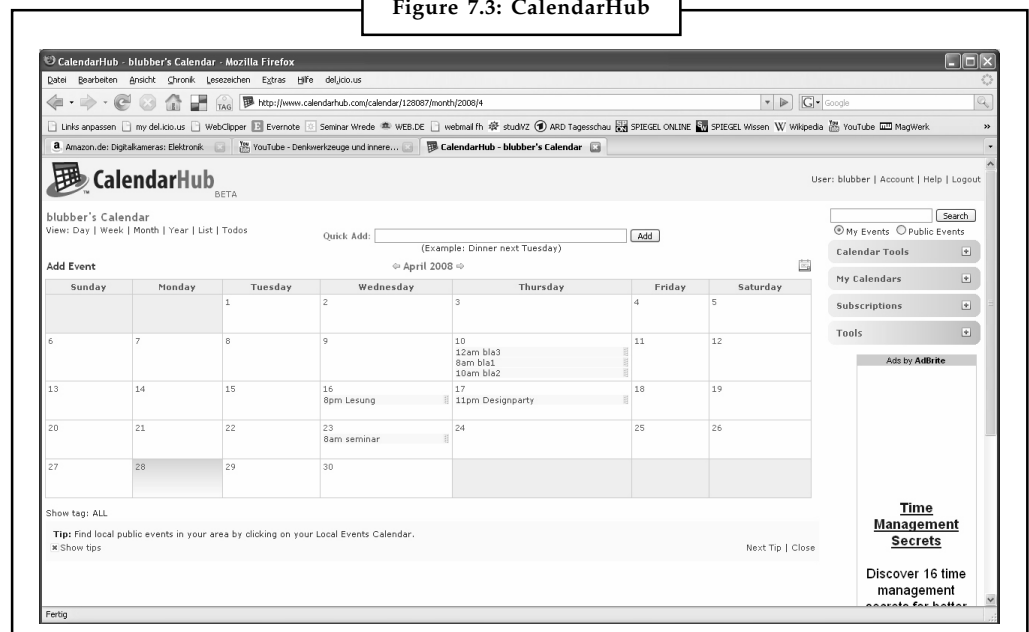 Figure 7.3: CalendarHub
CalendarHub - blubber's Calendar - Mozilla Firefox
Datei Bearbeiten Ansicht Chronik Lesezeichen Extras Hilfe del.icio.us
TAG http://www.calendarhub.com/calendar/128087/month/2008/4 G Google
Links anpassen my del.icio.us WebClipper Evernote Seminar Wrede WEB.DE webmail fh studiVZ ARD Tagesschau SPIEGEL ONLINE SPIEGEL Wissen W Wikipedia YouTube MagWerk »
a Amazon.de: Digitalkameras: Elektronik YouTube - Denkwerkzeuge und innere... CalendarHub - blubber's Calendar
CalendarHub
™ BETA
User: blubber | Account | Help | Logout
blubber's Calendar
View: Day | Week | Month | Year | List | Todos
Quick Add: Add
(Example: Dinner next Tuesday)
Search
My Events Public Events
Add Event
April 2008
Calendar Tools
My Calendars
Subscriptions
Tools
Sunday Monday Tuesday Wednesday Thursday Friday Saturday
1 2 3 4 5
6 7 8 9 10 11 12
12am bla3
8am bla1
10am bla2
13 14 15 16 17 18 19
8pm Lesung 11pm Designparty
20 21 22 23 24 25 26
8am seminar
27 28 29 30
Show tag: ALL
Tip: Find local public events in your area by clicking on your Local Events Calendar.
Show tips Next Tip | Close
Ads by AdBrite
Time
Management
Secrets
Discover 16 time
management
secrets for better
Fertig